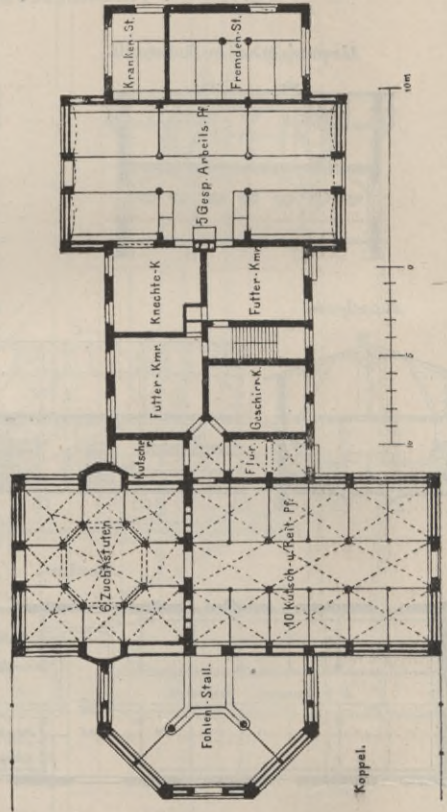 Kranken-St.
Fremden-St.
5 Gesp. Arbeits-Pf.
Knechte-K
Futter-Kmr.
Futter-Kmr.
Geschirr-K.
Kutscher
Flur.
6 Zuchtstuten
10 Kutsch-u. Reit-Pf.
Fohlen-Stall.
Koppel.
10
5
0
10m